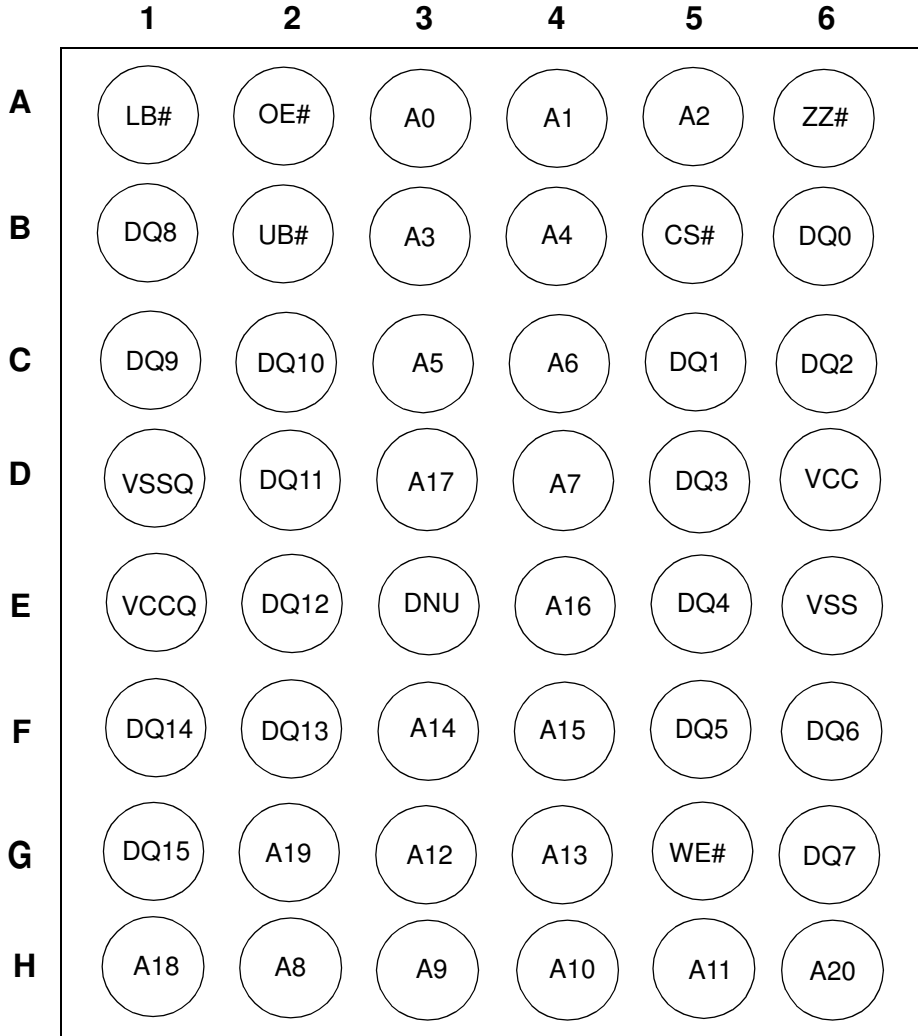 1 2 3 4 5 6
A LB# OE# A0 A1 A2 ZZ#
B DQ8 UB# A3 A4 CS# DQ0
C DQ9 DQ10 A5 A6 DQ1 DQ2
D VSSQ DQ11 A17 A7 DQ3 VCC
E VCCQ DQ12 DNU A16 DQ4 VSS
F DQ14 DQ13 A14 A15 DQ5 DQ6
G DQ15 A19 A12 A13 WE# DQ7
H A18 A8 A9 A10 A11 A20